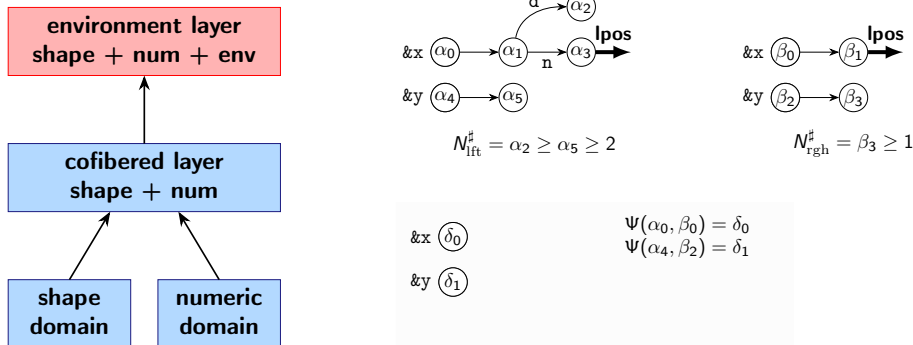 environment layer
shape + num + env
cofibered layer
shape + num
shape
domain
numeric
domain
α₂
&x α₀ α₁ n α₃ lpos
&y α₄ α₅
N♯lft = α₂ ≥ α₅ ≥ 2
&x β₀ β₁ lpos
&y β₂ β₃
N♯rgh = β₃ ≥ 1
&x δ₀
&y δ₁
Ψ(α₀, β₀) = δ₀
Ψ(α₄, β₂) = δ₁